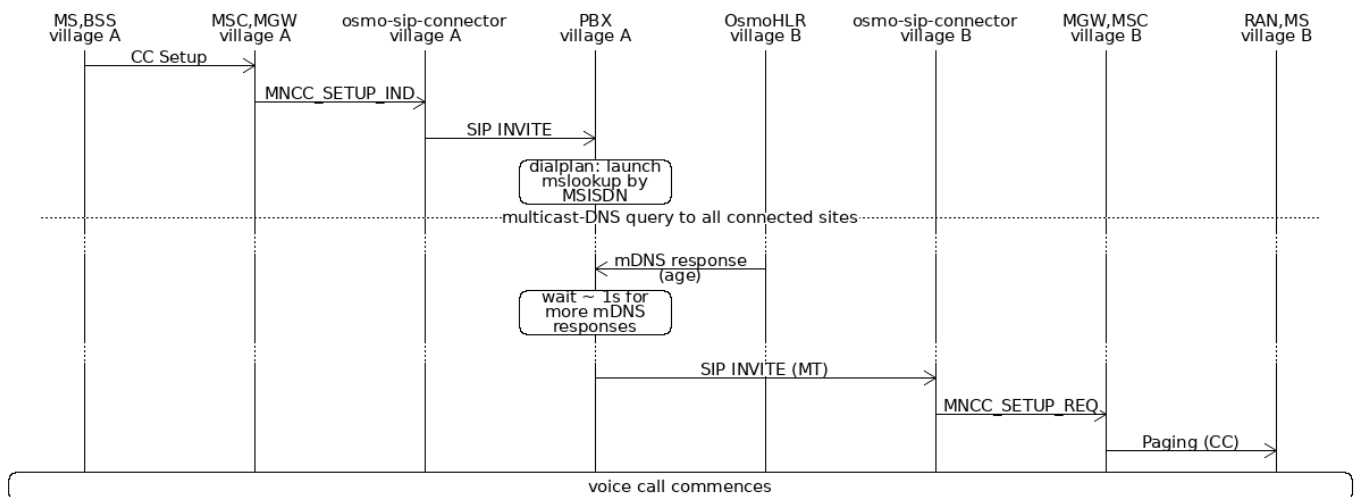 MS,BSS
village A
MSC,MGW
village A
osmo-sip-connector
village A
PBX
village A
OsmoHLR
village B
osmo-sip-connector
village B
MGW,MSC
village B
RAN,MS
village B
CC Setup
MNCC_SETUP_IND
SIP INVITE
dialplan: launch
mslookup by
MSISDN
multicast-DNS query to all connected sites
mDNS response
(age)
wait ~ 1s for
more mDNS
responses
SIP INVITE (MT)
MNCC_SETUP_REQ
Paging (CC)
voice call commences